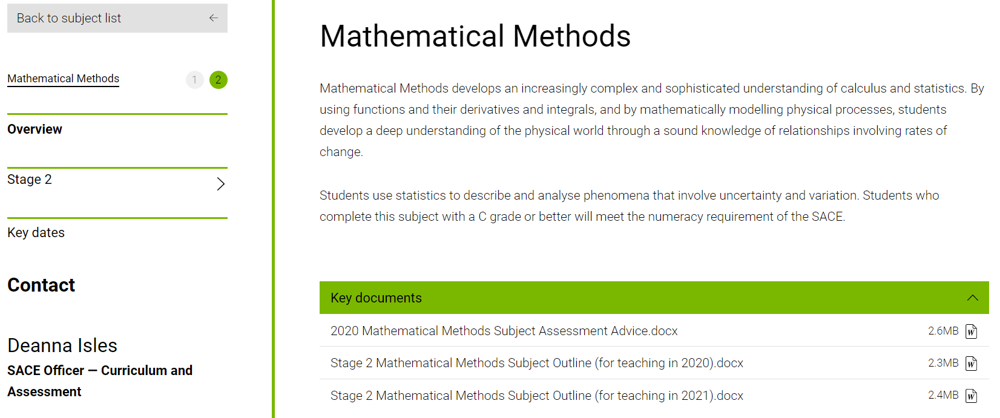 Back to subject list ←
Mathematical Methods 1 2
Overview
Stage 2
Key dates
Contact
Deanna Isles
SACE Officer — Curriculum and
Assessment
Mathematical Methods
Mathematical Methods develops an increasingly complex and sophisticated understanding of calculus and statistics. By
using functions and their derivatives and integrals, and by mathematically modelling physical processes, students
develop a deep understanding of the physical world through a sound knowledge of relationships involving rates of
change.
Students use statistics to describe and analyse phenomena that involve uncertainty and variation. Students who
complete this subject with a C grade or better will meet the numeracy requirement of the SACE.
Key documents
2020 Mathematical Methods Subject Assessment Advice.docx 2.6MB W
Stage 2 Mathematical Methods Subject Outline (for teaching in 2020).docx 2.3MB W
Stage 2 Mathematical Methods Subject Outline (for teaching in 2021).docx 2.4MB W